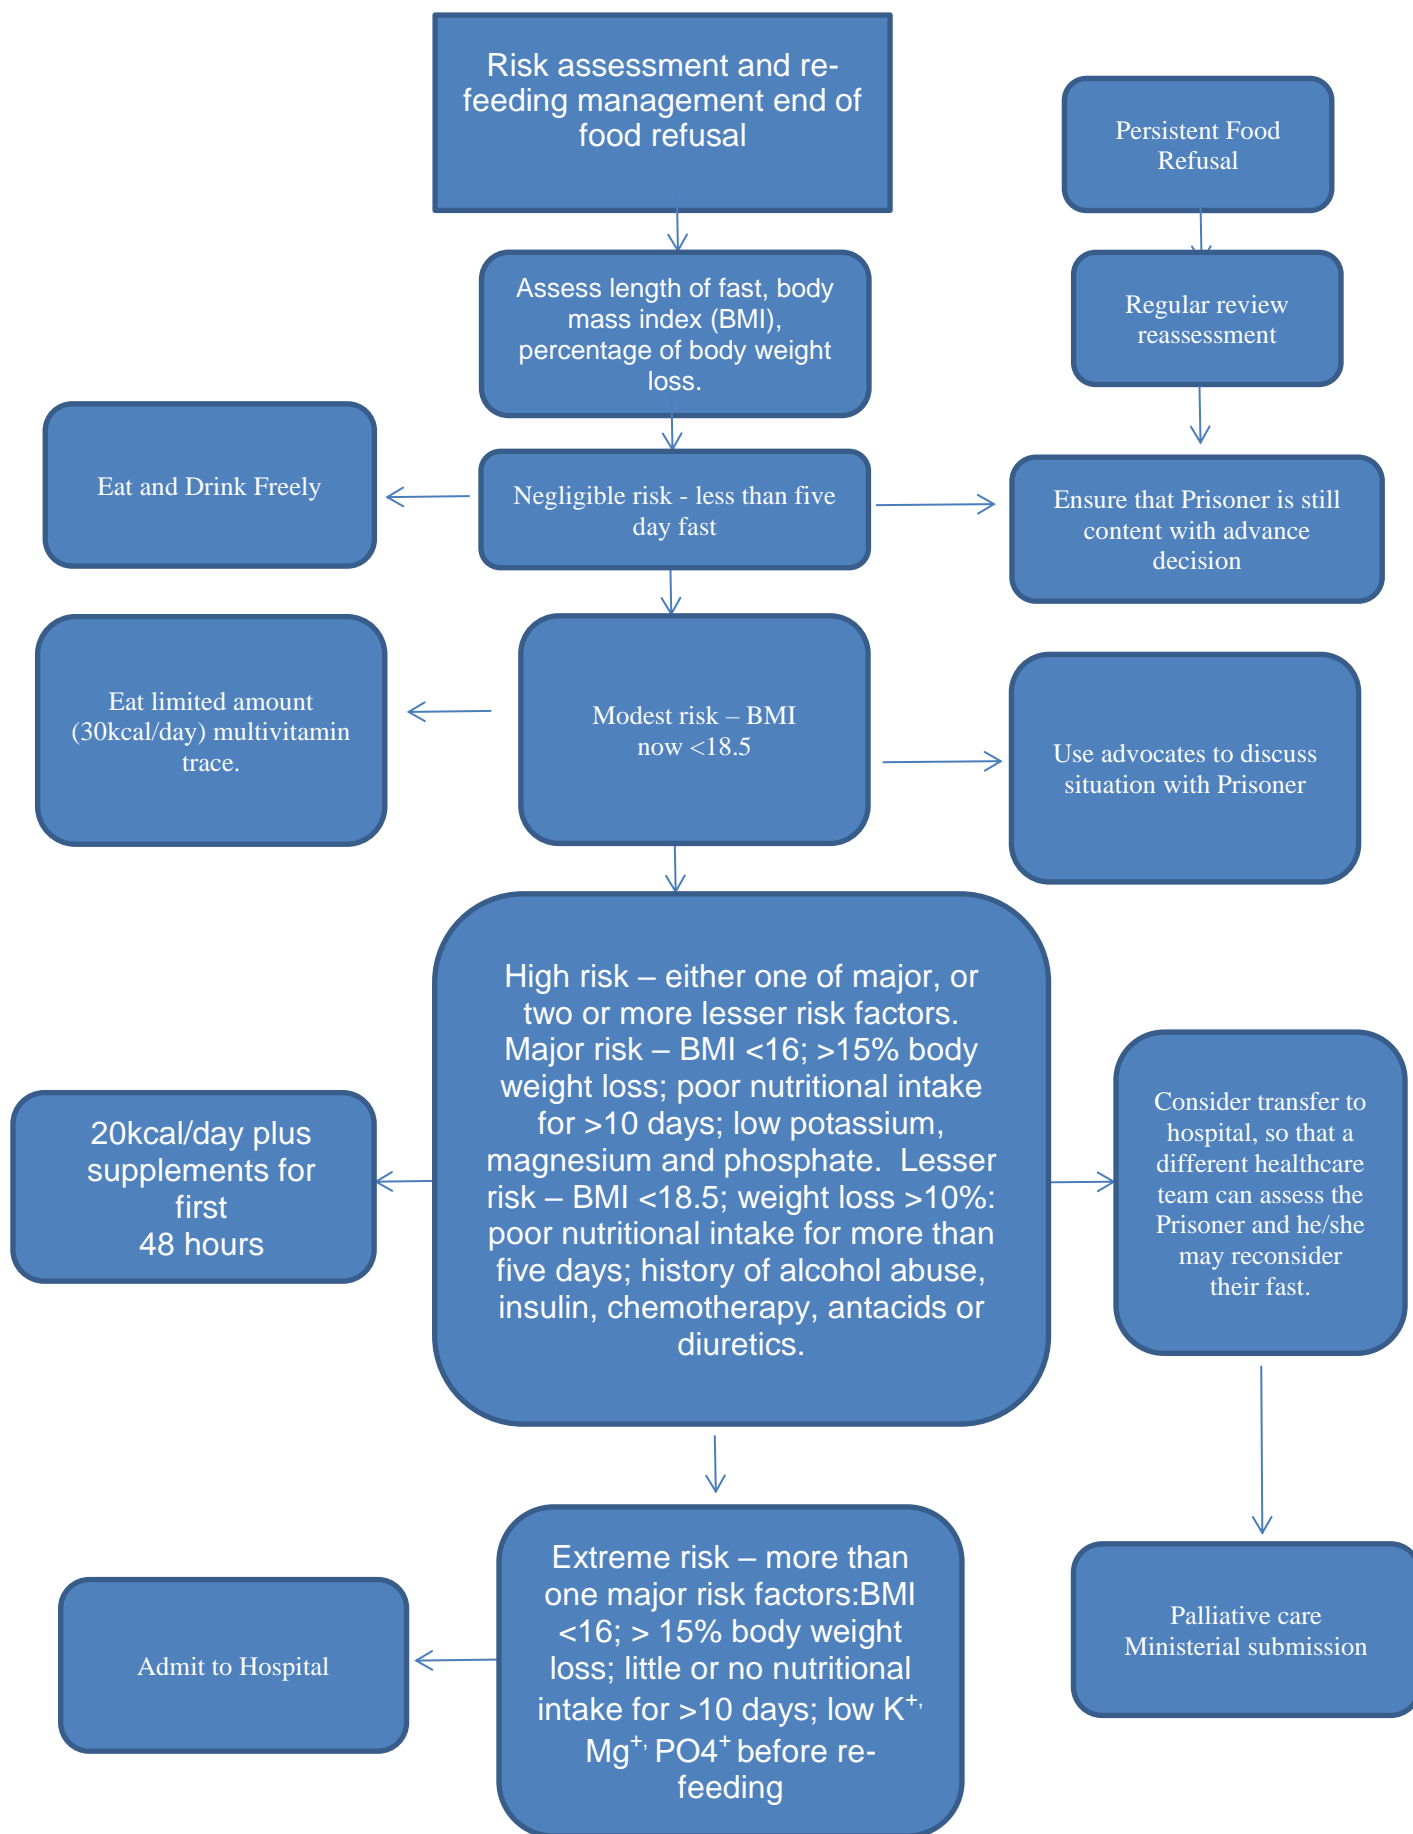 Risk assessment and re-
feeding management end of
food refusal
Persistent Food
Refusal
Assess length of fast, body
mass index (BMI),
percentage of body weight
loss.
Regular review
reassessment
Eat and Drink Freely
Negligible risk - less than five
day fast
Ensure that Prisoner is still
content with advance
decision
Eat limited amount
(30kcal/day) multivitamin
trace.
Modest risk – BMI
now <18.5
Use advocates to discuss
situation with Prisoner
High risk – either one of major, or
two or more lesser risk factors.
Major risk – BMI <16; >15% body
weight loss; poor nutritional intake
for >10 days; low potassium,
magnesium and phosphate.  Lesser
risk – BMI <18.5; weight loss >10%:
poor nutritional intake for more than
five days; history of alcohol abuse,
insulin, chemotherapy, antacids or
diuretics.
20kcal/day plus
supplements for
first
48 hours
Consider transfer to
hospital, so that a
different healthcare
team can assess the
Prisoner and he/she
may reconsider
their fast.
Extreme risk – more than
one major risk factors:BMI
<16; > 15% body weight
loss; little or no nutritional
intake for >10 days; low K⁺,
Mg⁺, PO4⁺ before re-
feeding
Admit to Hospital
Palliative care
Ministerial submission